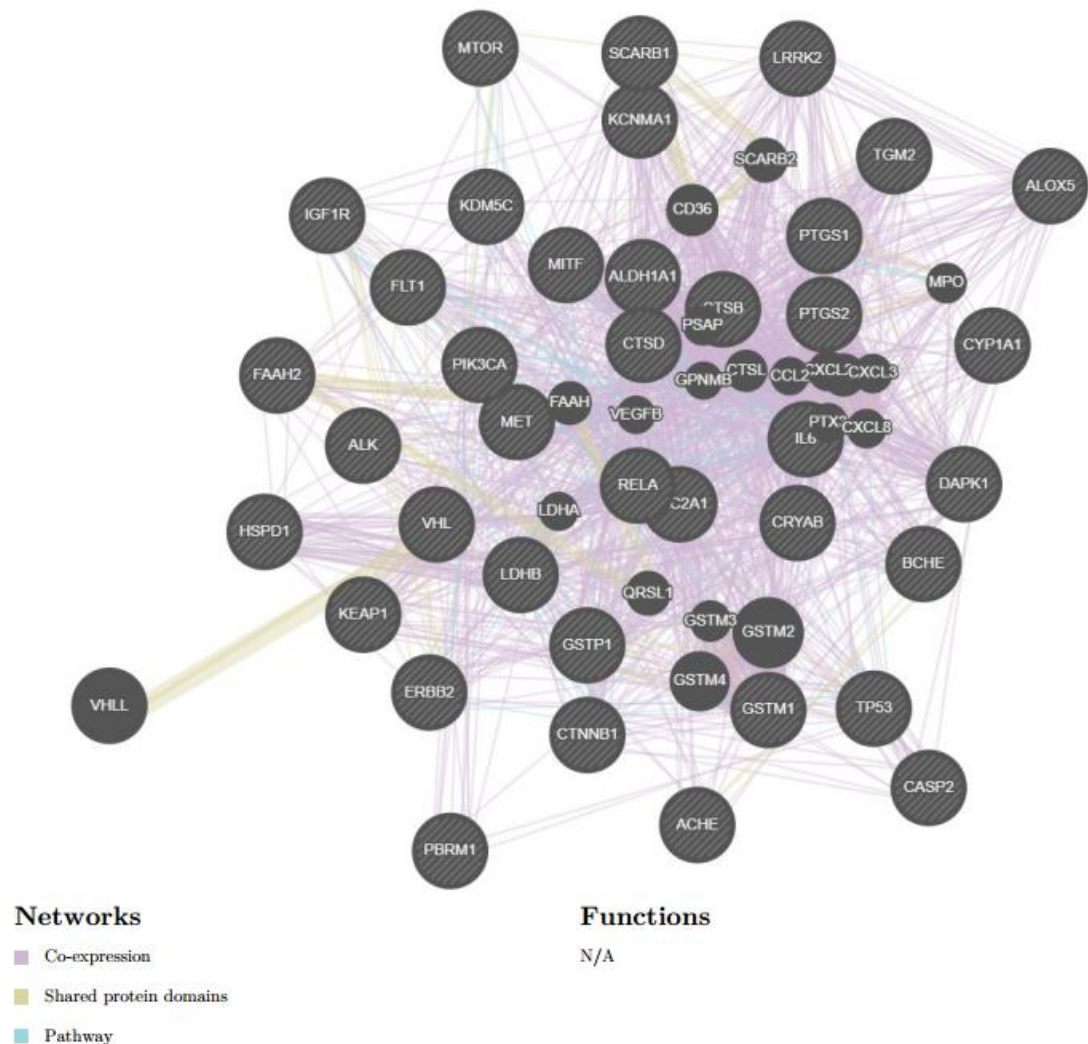 MTOR
SCARB1
LRRK2
KCNMA1
SCARB2
TGM2
ALOX5
IGF1R
KDM5C
CD36
PTGS1
MITF
ALDH1A1
MPO
FLT1
CTSB
PTGS2
PSAP
CTSD
CYP1A1
PIK3CA
FAAH2
GPNMB
CTSL
CCL2
CXCL3
FAAH
MET
VEGFB
CXCL8
IL6
ALK
RELA
C2A1
DAPK1
HSPD1
VHL
LDHA
CRYAB
BCHE
LDHB
QRSL1
KEAP1
GSTM3
GSTM2
GSTP1
GSTM4
ERBB2
GSTM1
TP53
VHLL
CTNNB1
CASP2
ACHE
PBRM1
Networks
Functions
Co-expression
N/A
Shared protein domains
Pathway